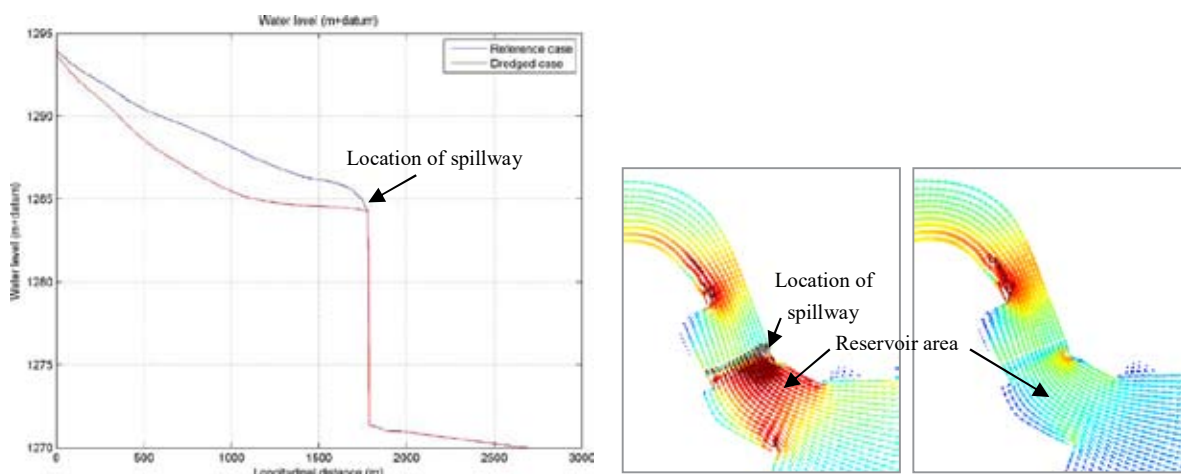 Water level (m+datum)
1295
1290
1285
1280
1275
1270
Water level (m+datum)
Reference case
Dredged case
Location of spillway
0
500
1000
1500
2000
2500
3000
Longitudinal distance (m)
Location of
spillway
Reservoir area